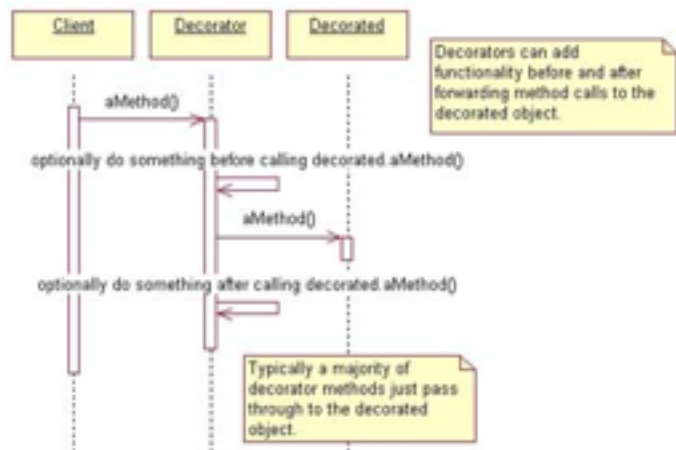 Client
Decorator
Decorated
Decorators can add
functionality before and after
forwarding method calls to the
decorated object.
aMethod()
optionally do something before calling decorated.aMethod()
aMethod()
optionally do something after calling decorated.aMethod()
Typically a majority of
decorator methods just pass
through to the decorated
object.